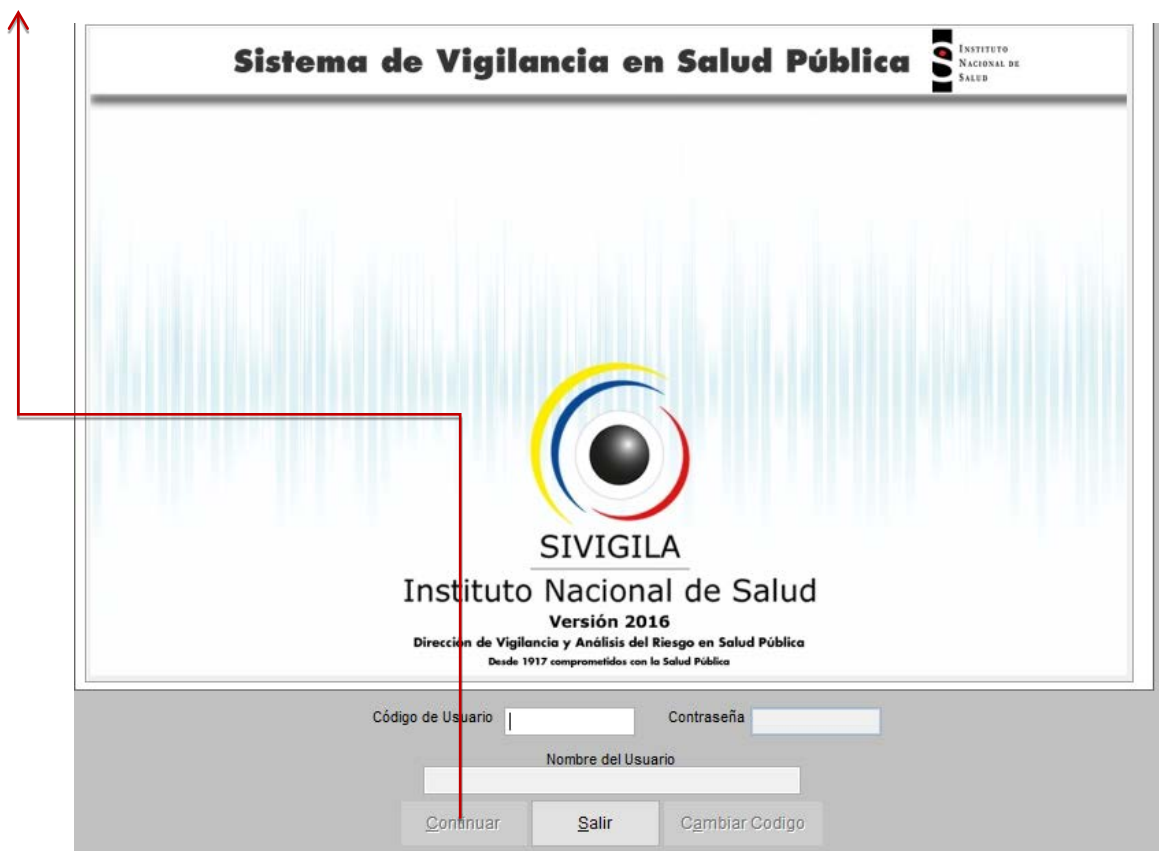 Sistema de Vigilancia en Salud Pública
INSTITUTO
NACIONAL DE
SALUD
SIVIGILA
Instituto Nacional de Salud
Versión 2016
Dirección de Vigilancia y Análisis del Riesgo en Salud Pública
Desde 1917 comprometidos con la Salud Pública
Código de Usuario
Contraseña
Nombre del Usuario
Continuar
Salir
Cambiar Codigo